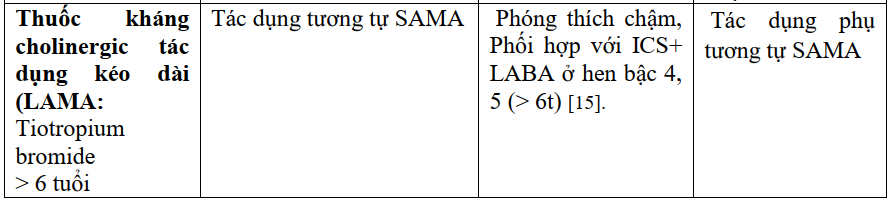 Thuốc kháng
cholinergic tác
dụng kéo dài
(LAMA:
Tiotropium
bromide
> 6 tuổi
Tác dụng tương tự SAMA
Phóng thích chậm,
Phối hợp với ICS+
LABA ở hen bậc 4,
5 (> 6t) [15].
Tác dụng phụ
tương tự SAMA